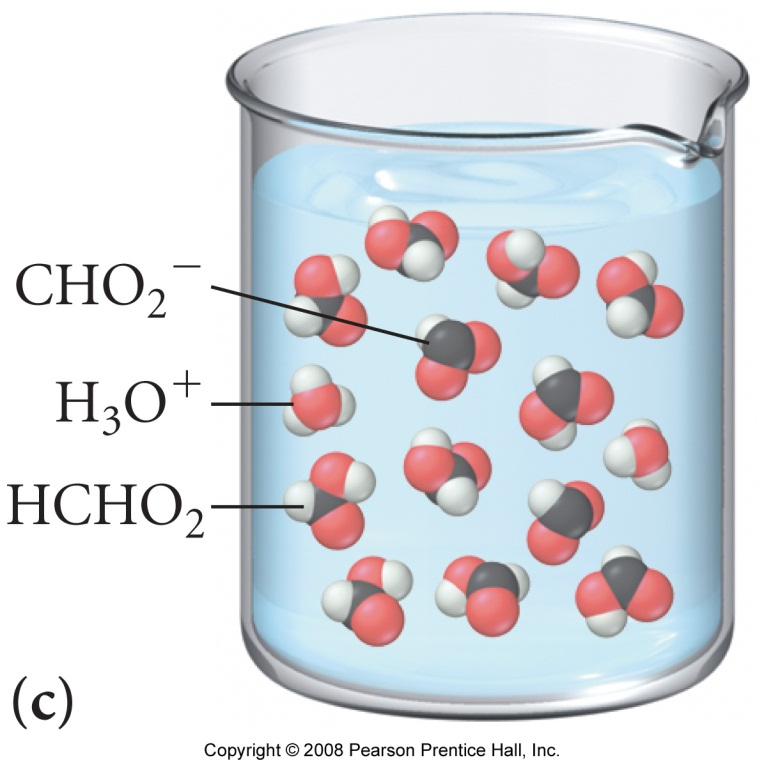 CHO₂⁻
H₃O⁺
HCHO₂
(c)
Copyright © 2008 Pearson Prentice Hall, Inc.